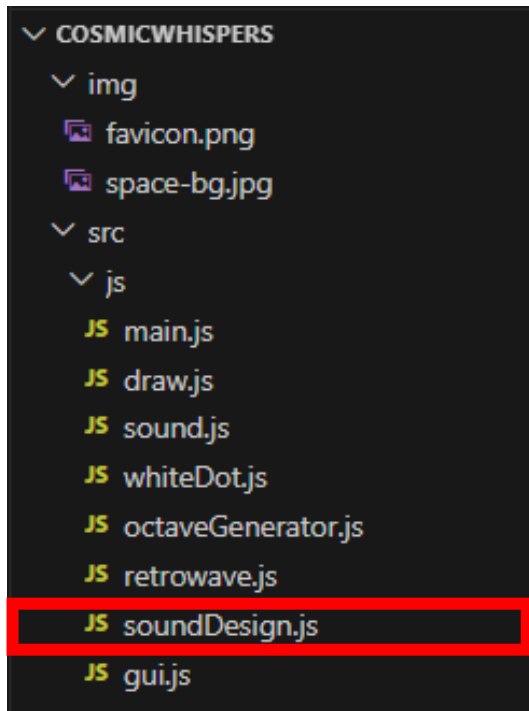 COSMICWHISPERS
img
favicon.png
space-bg.jpg
src
js
JS main.js
JS draw.js
JS sound.js
JS whiteDot.js
JS octaveGenerator.js
JS retrowave.js
JS soundDesign.js
JS gui.js